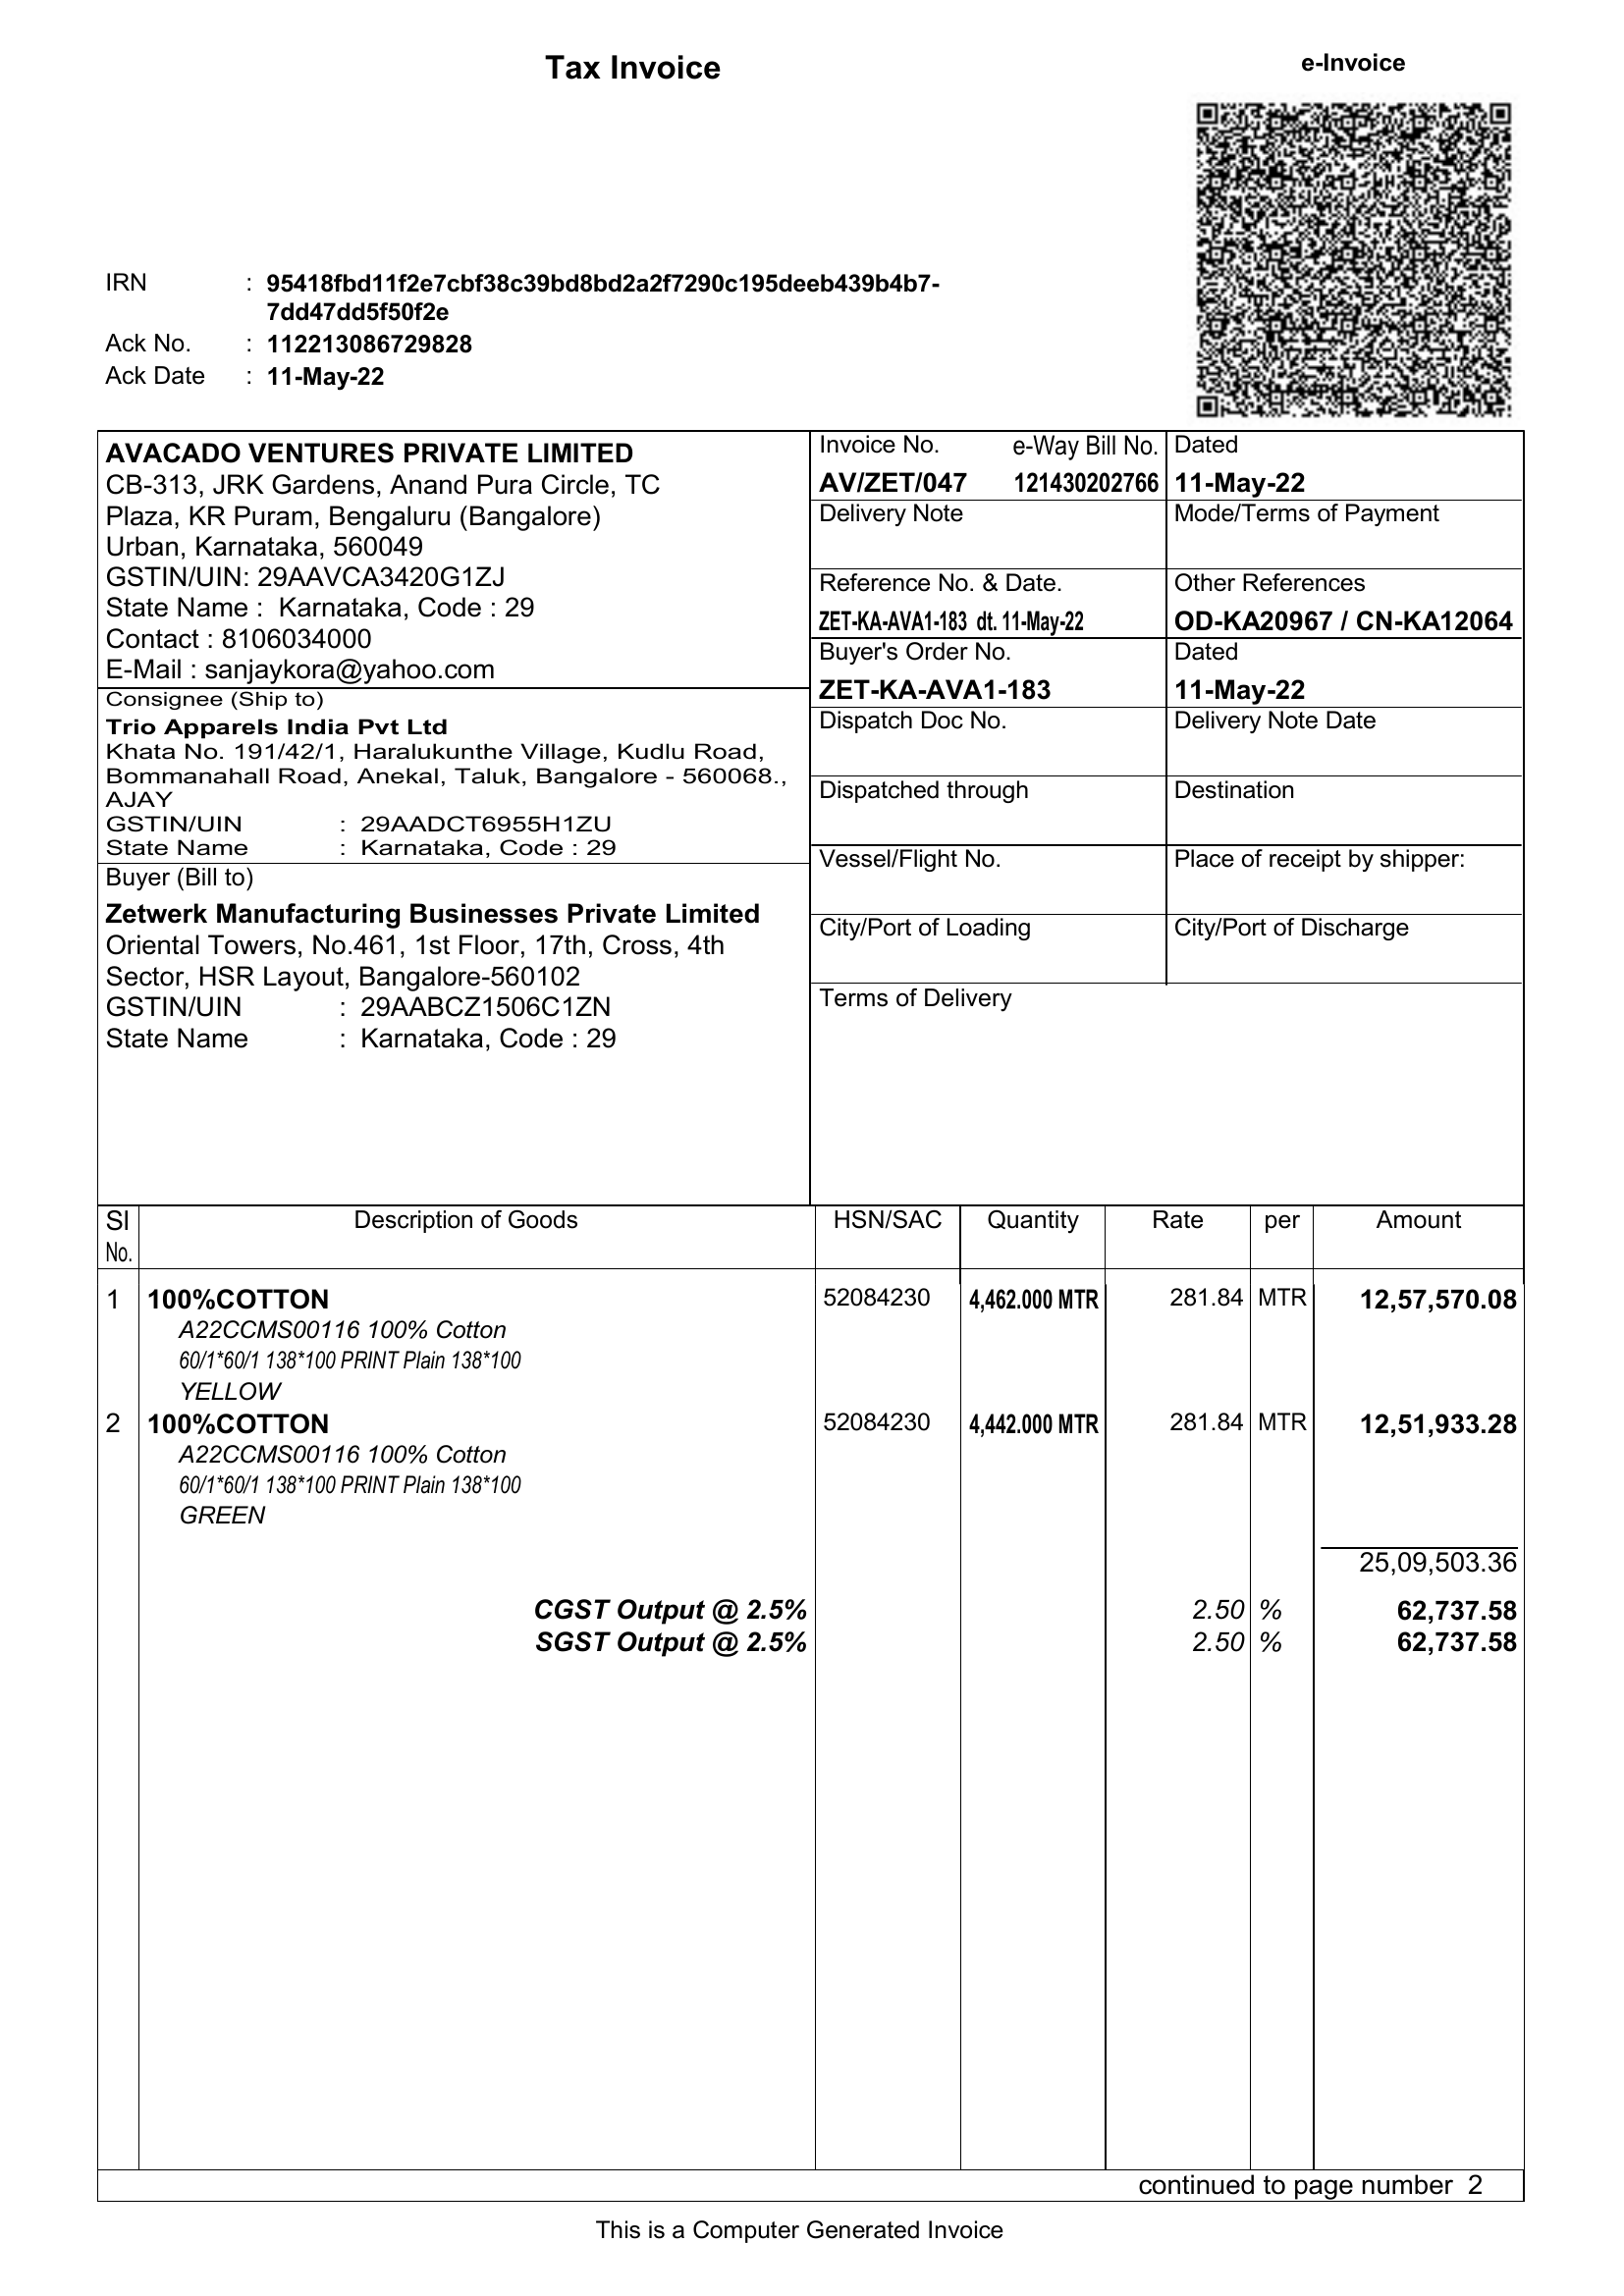 Tax Invoice
e-Invoice
IRN : 95418fbd11f2e7cbf38c39bd8bd2a2f7290c195deeb439b4b7-
7dd47dd5f50f2e
Ack No. : 112213086729828
Ack Date : 11-May-22
AVACADO VENTURES PRIVATE LIMITED
CB-313, JRK Gardens, Anand Pura Circle, TC
Plaza, KR Puram, Bengaluru (Bangalore)
Urban, Karnataka, 560049
GSTIN/UIN: 29AAVCA3420G1ZJ
State Name : Karnataka, Code : 29
Contact : 8106034000
E-Mail : sanjaykora@yahoo.com
Consignee (Ship to)
Trio Apparels India Pvt Ltd
Khata No. 191/42/1, Haralukunthe Village, Kudlu Road,
Bommanahall Road, Anekal, Taluk, Bangalore - 560068.,
AJAY
GSTIN/UIN : 29AADCT6955H1ZU
State Name : Karnataka, Code : 29
Buyer (Bill to)
Zetwerk Manufacturing Businesses Private Limited
Oriental Towers, No.461, 1st Floor, 17th, Cross, 4th
Sector, HSR Layout, Bangalore-560102
GSTIN/UIN : 29AABCZ1506C1ZN
State Name : Karnataka, Code : 29
Invoice No. e-Way Bill No. Dated
AV/ZET/047 121430202766 11-May-22
Delivery Note Mode/Terms of Payment
Reference No. & Date. Other References
ZET-KA-AVA1-183 dt. 11-May-22 OD-KA20967 / CN-KA12064
Buyer's Order No. Dated
ZET-KA-AVA1-183 11-May-22
Dispatch Doc No. Delivery Note Date
Dispatched through Destination
Vessel/Flight No. Place of receipt by shipper:
City/Port of Loading City/Port of Discharge
Terms of Delivery
SI Description of Goods HSN/SAC Quantity Rate per Amount
No.
1 100%COTTON 52084230 4,462.000 MTR 281.84 MTR 12,57,570.08
A22CCMS00116 100% Cotton
60/1*60/1 138*100 PRINT Plain 138*100
YELLOW
2 100%COTTON 52084230 4,442.000 MTR 281.84 MTR 12,51,933.28
A22CCMS00116 100% Cotton
60/1*60/1 138*100 PRINT Plain 138*100
GREEN
25,09,503.36
CGST Output @ 2.5% 2.50 % 62,737.58
SGST Output @ 2.5% 2.50 % 62,737.58
continued to page number 2
This is a Computer Generated Invoice